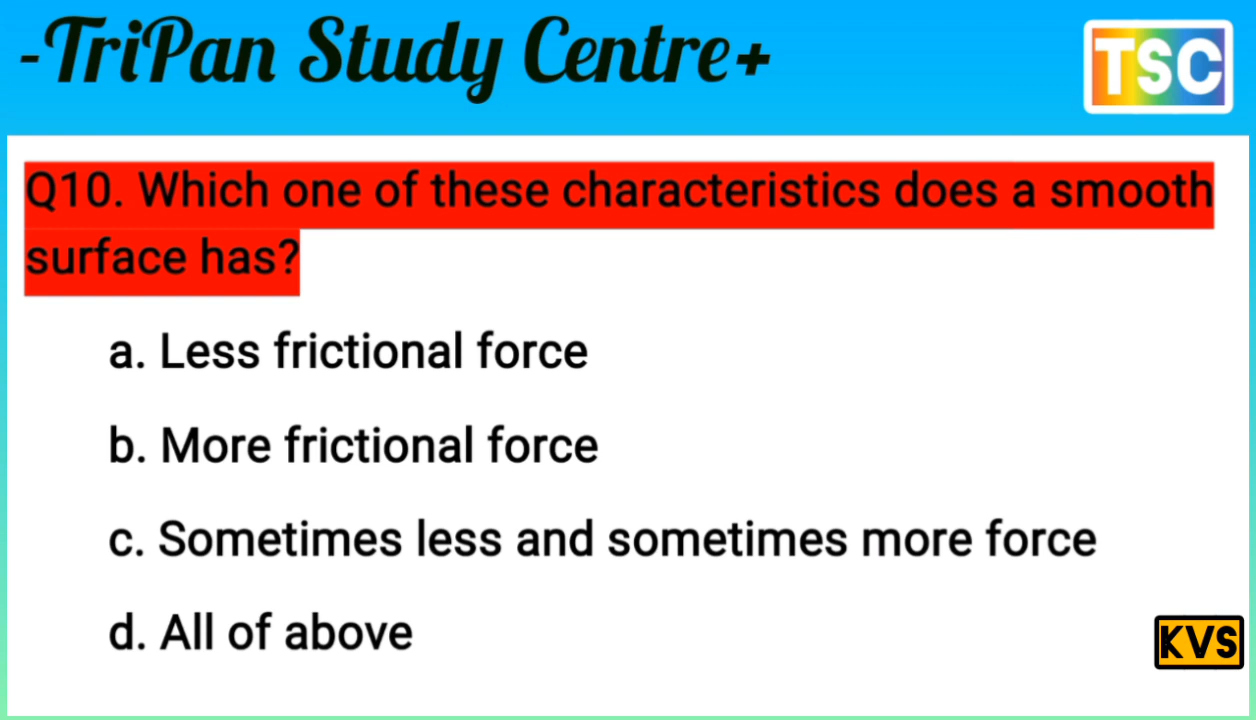 -TriPan Study Centre+
TSC
Q10. Which one of these characteristics does a smooth
surface has?
a. Less frictional force
b. More frictional force
c. Sometimes less and sometimes more force
d. All of above
KVS